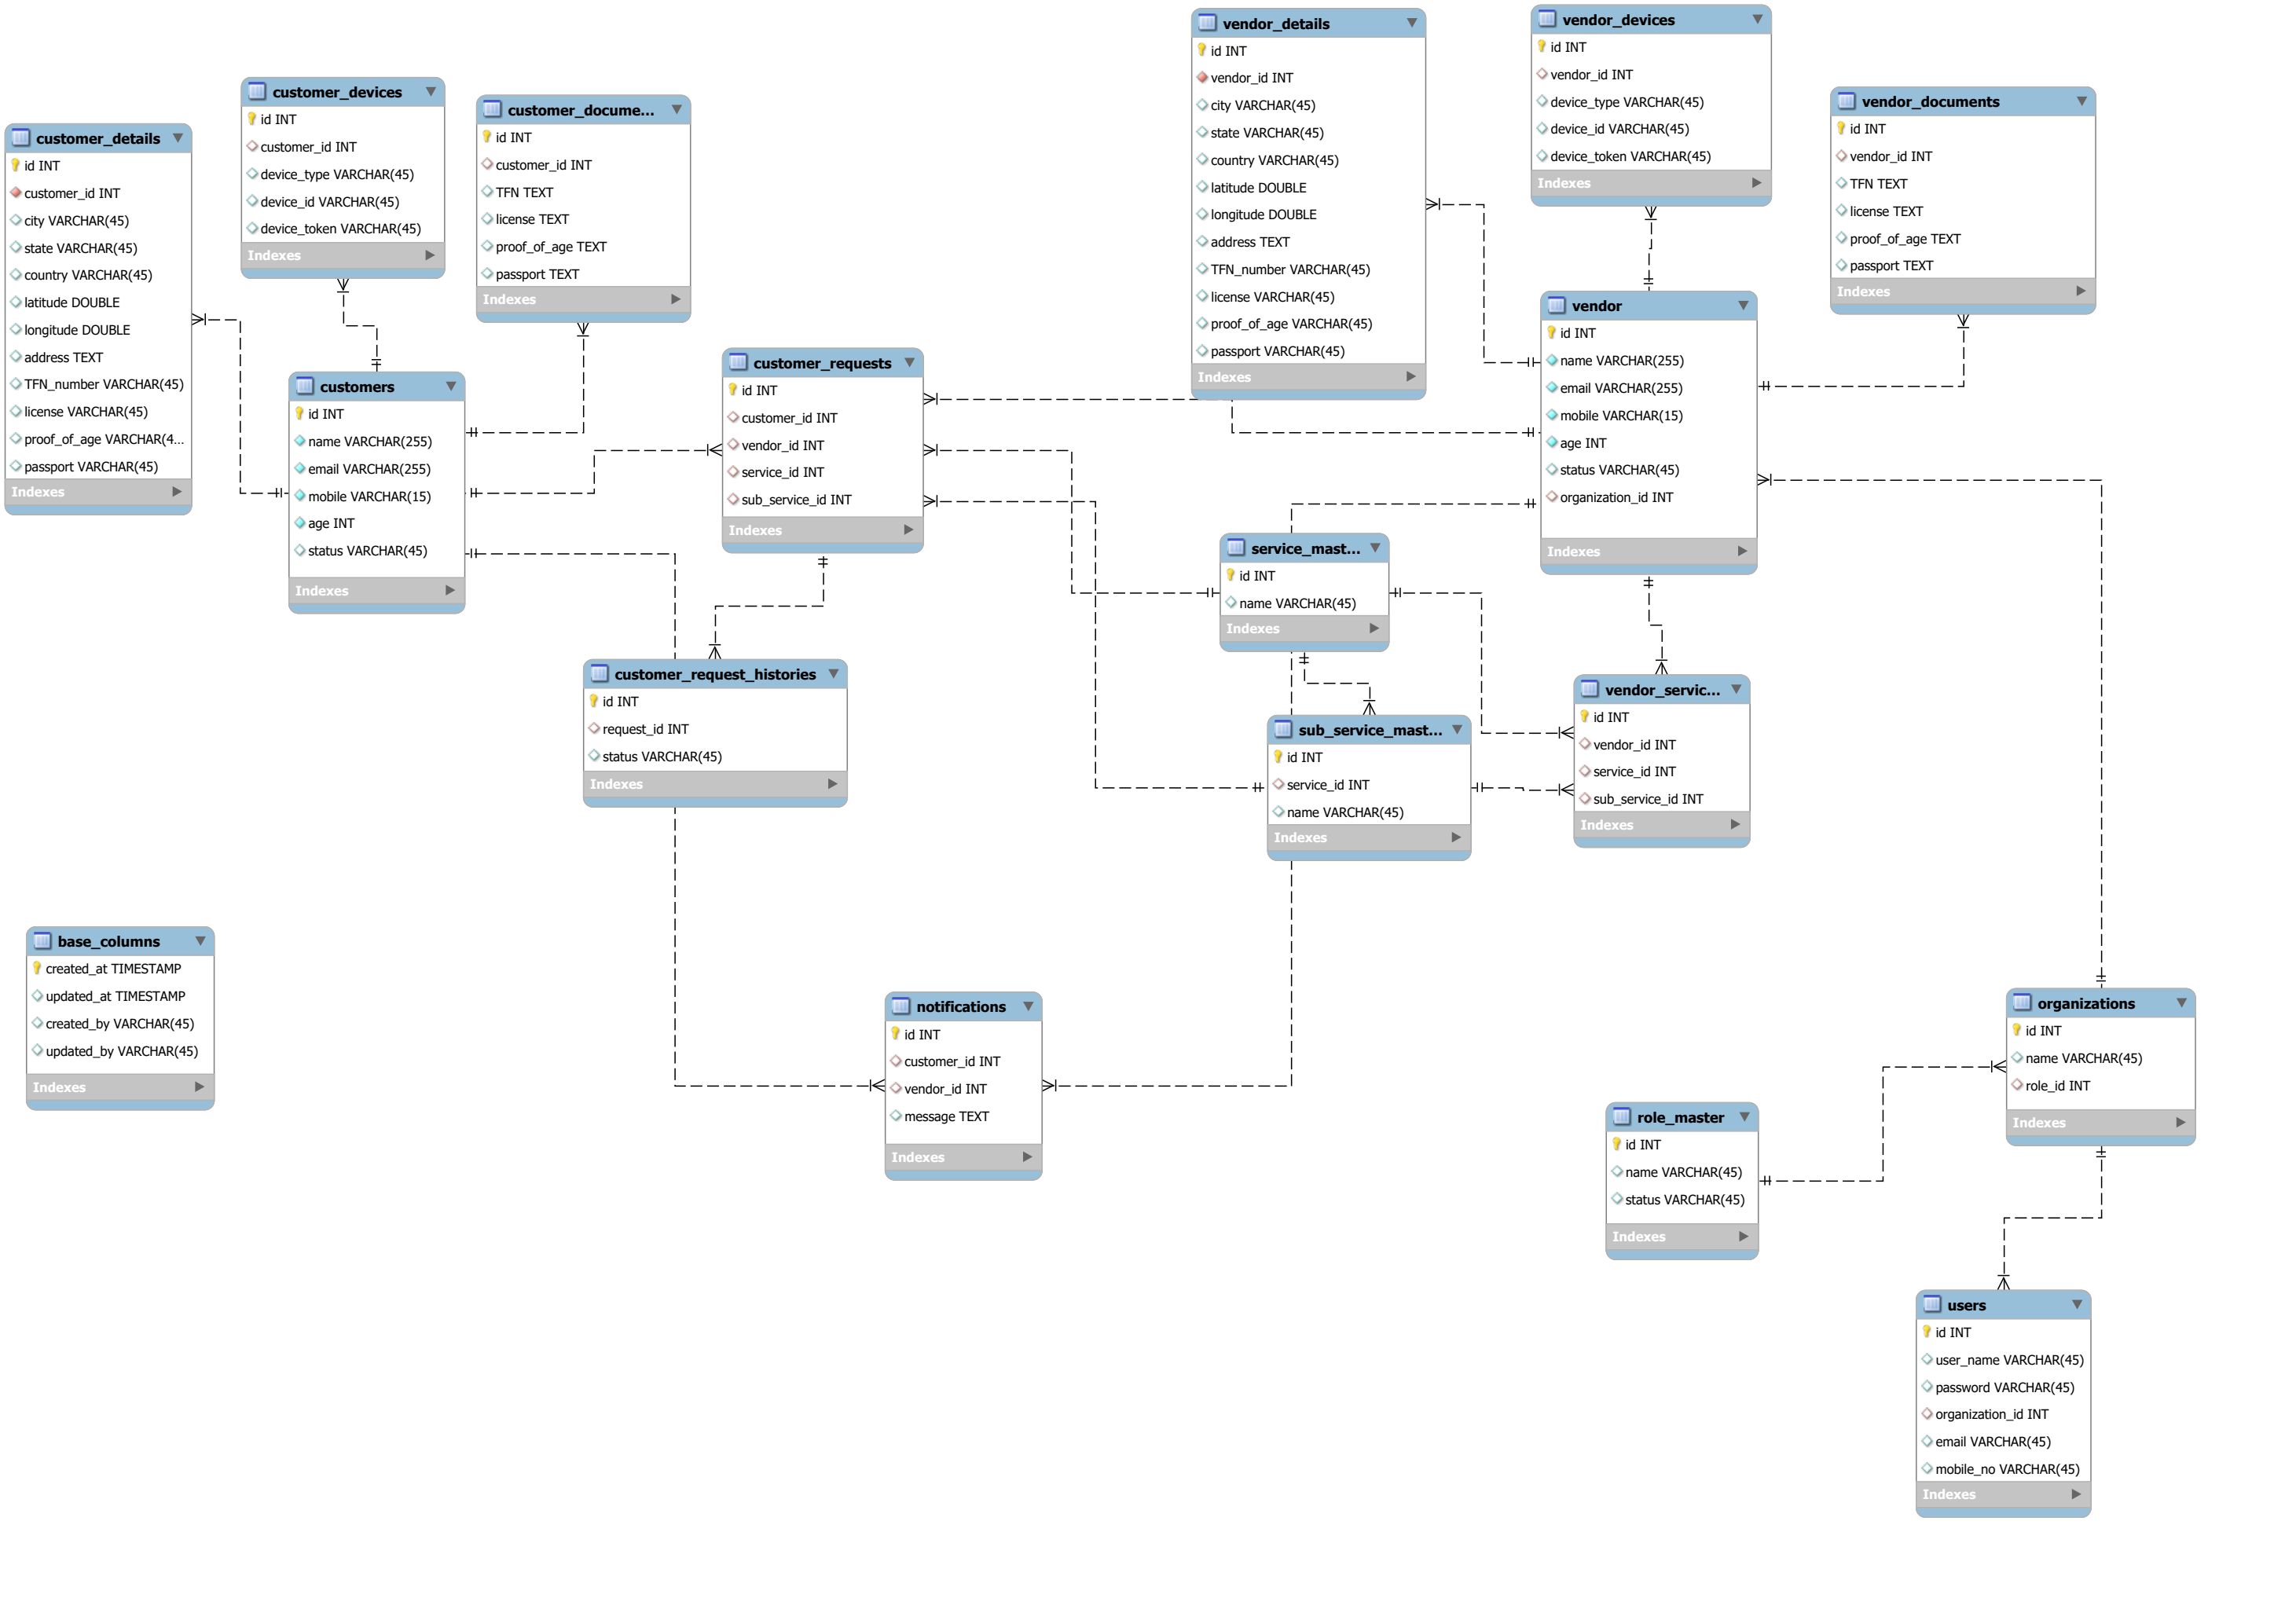 customer_details
id INT
customer_id INT
city VARCHAR(45)
state VARCHAR(45)
country VARCHAR(45)
latitude DOUBLE
longitude DOUBLE
address TEXT
TFN_number VARCHAR(45)
license VARCHAR(45)
proof_of_age VARCHAR(4...
passport VARCHAR(45)
Indexes
customer_devices
id INT
customer_id INT
device_type VARCHAR(45)
device_id VARCHAR(45)
device_token VARCHAR(45)
Indexes
customer_docume...
id INT
customer_id INT
TFN TEXT
license TEXT
proof_of_age TEXT
passport TEXT
Indexes
customers
id INT
name VARCHAR(255)
email VARCHAR(255)
mobile VARCHAR(15)
age INT
status VARCHAR(45)
Indexes
customer_requests
id INT
customer_id INT
vendor_id INT
service_id INT
sub_service_id INT
Indexes
customer_request_histories
id INT
request_id INT
status VARCHAR(45)
Indexes
vendor_details
id INT
vendor_id INT
city VARCHAR(45)
state VARCHAR(45)
country VARCHAR(45)
latitude DOUBLE
longitude DOUBLE
address TEXT
TFN_number VARCHAR(45)
license VARCHAR(45)
proof_of_age VARCHAR(45)
passport VARCHAR(45)
Indexes
vendor_devices
id INT
vendor_id INT
device_type VARCHAR(45)
device_id VARCHAR(45)
device_token VARCHAR(45)
Indexes
vendor_documents
id INT
vendor_id INT
TFN TEXT
license TEXT
proof_of_age TEXT
passport TEXT
Indexes
vendor
id INT
name VARCHAR(255)
email VARCHAR(255)
mobile VARCHAR(15)
age INT
status VARCHAR(45)
organization_id INT
Indexes
service_mast...
id INT
name VARCHAR(45)
Indexes
sub_service_mast...
id INT
service_id INT
name VARCHAR(45)
Indexes
vendor_servic...
id INT
vendor_id INT
service_id INT
sub_service_id INT
Indexes
base_columns
created_at TIMESTAMP
updated_at TIMESTAMP
created_by VARCHAR(45)
updated_by VARCHAR(45)
Indexes
notifications
id INT
customer_id INT
vendor_id INT
message TEXT
Indexes
organizations
id INT
name VARCHAR(45)
role_id INT
Indexes
role_master
id INT
name VARCHAR(45)
status VARCHAR(45)
Indexes
users
id INT
user_name VARCHAR(45)
password VARCHAR(45)
organization_id INT
email VARCHAR(45)
mobile_no VARCHAR(45)
Indexes